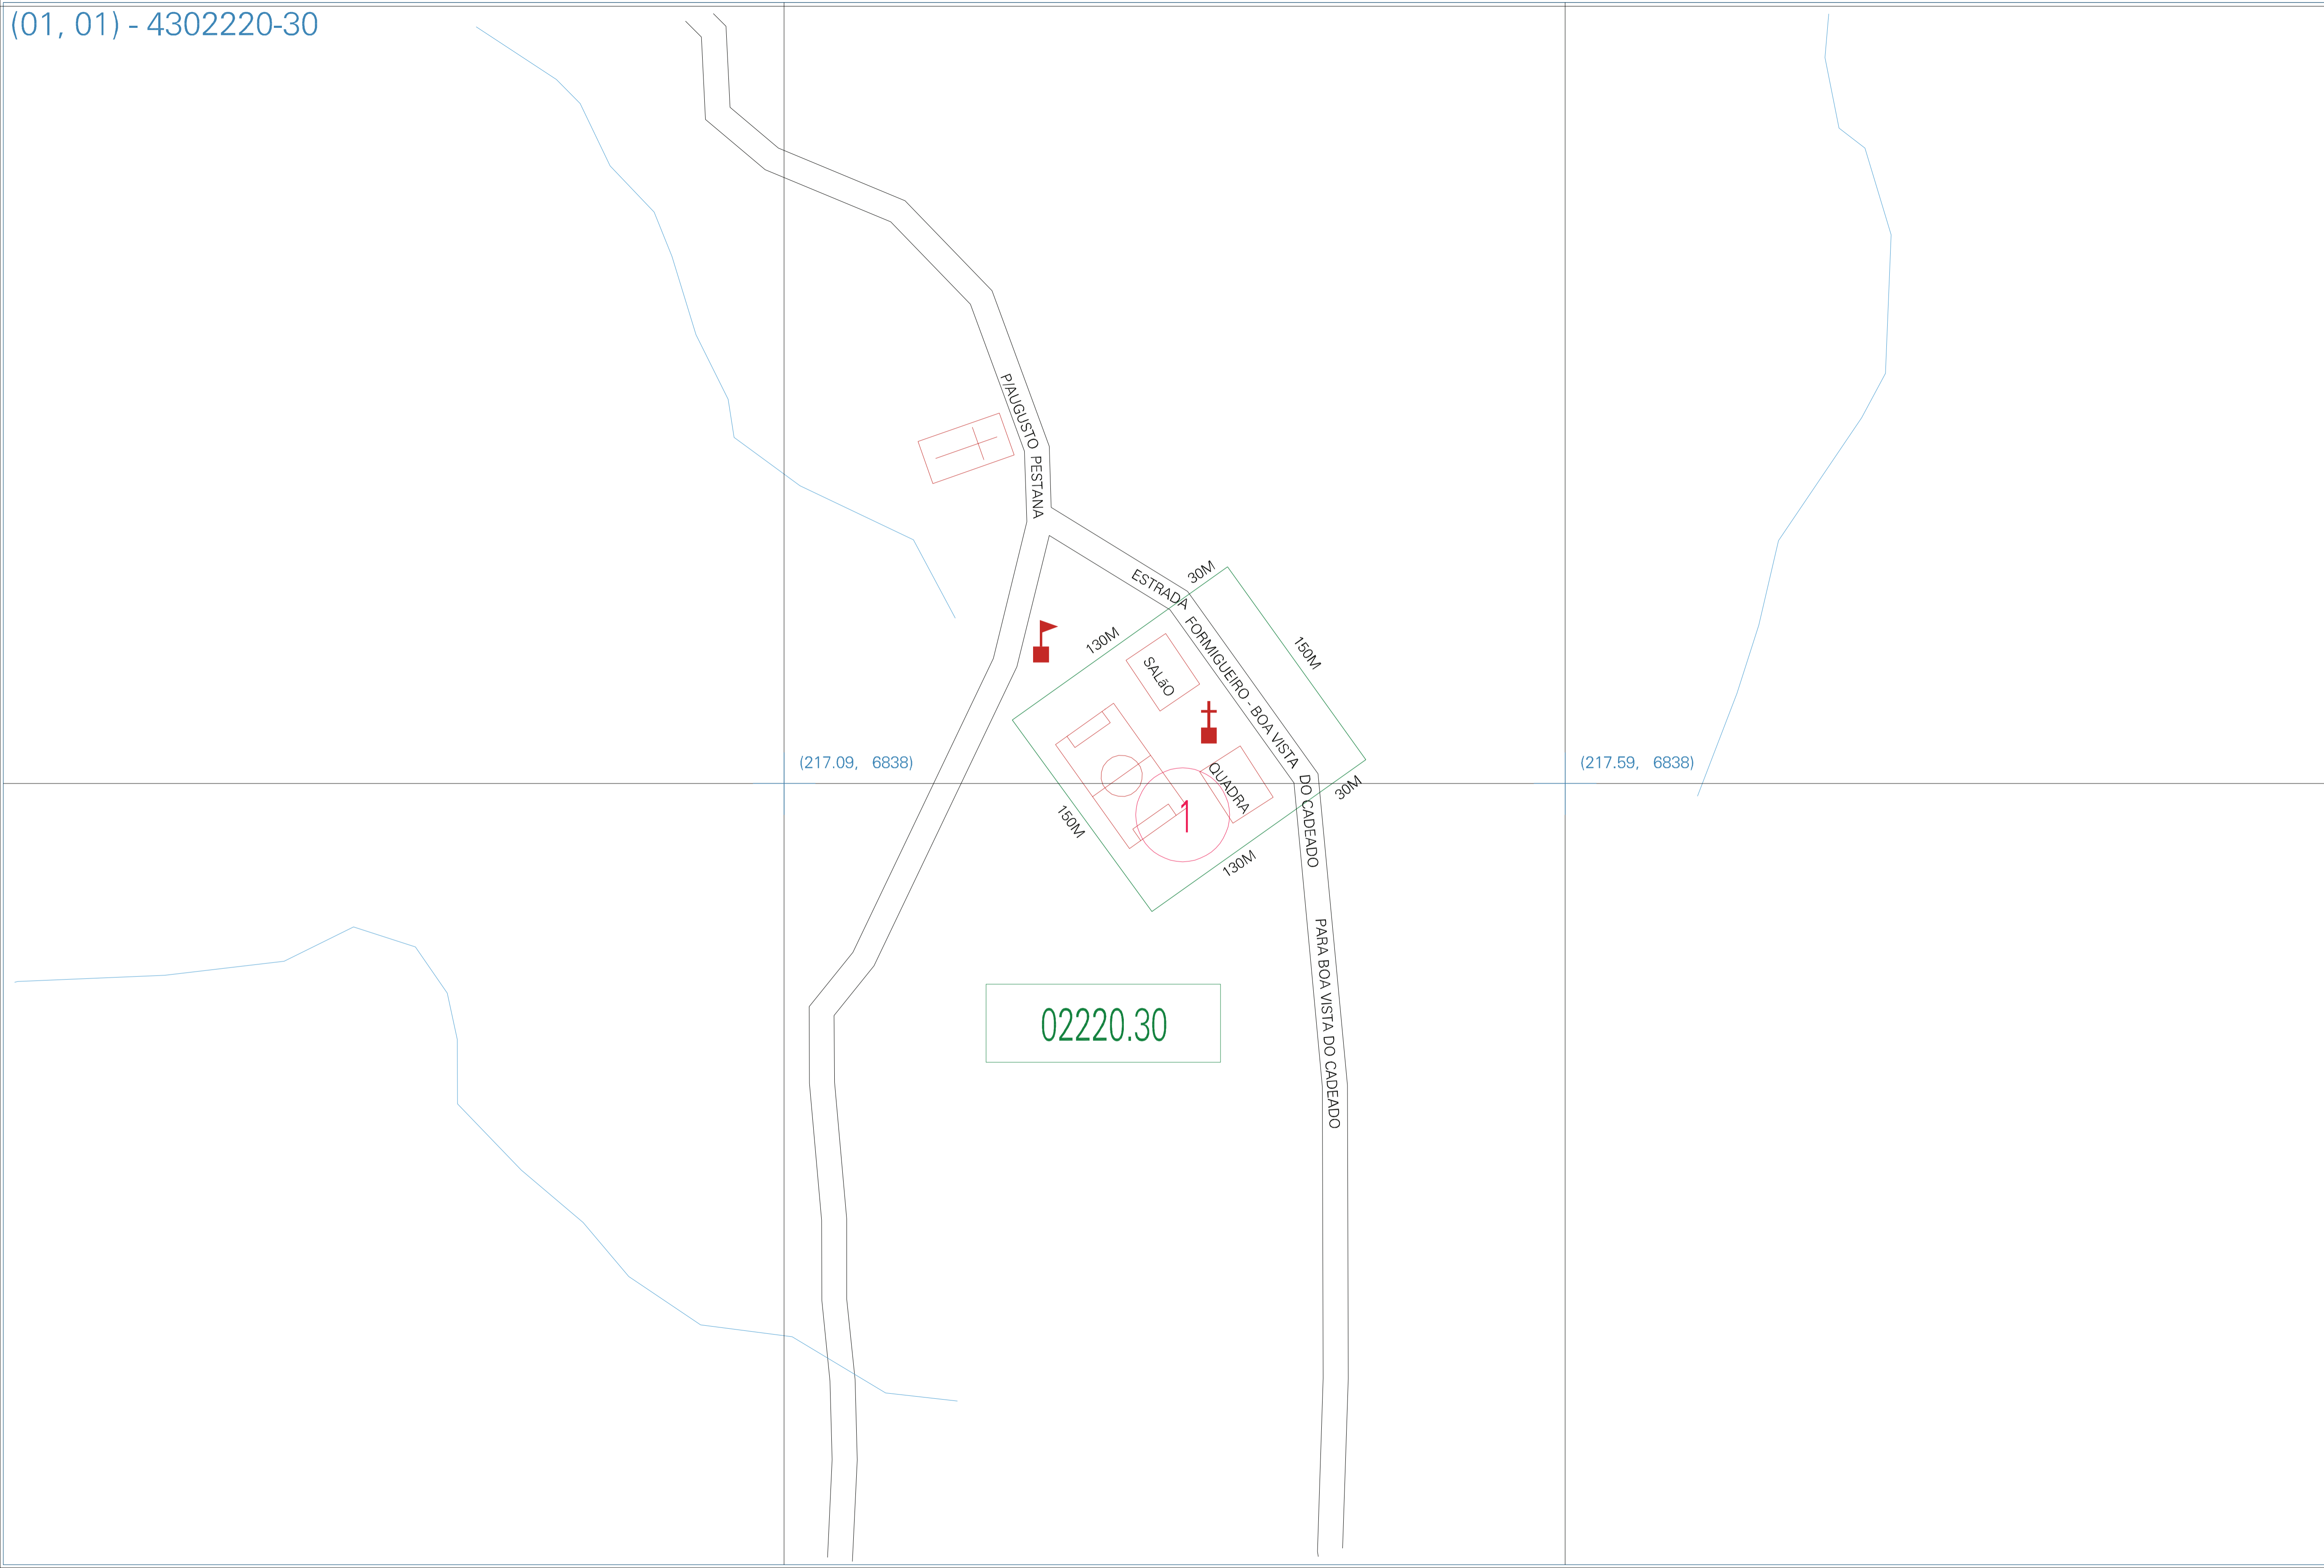 (01, 01) - 4302220-30
P/AUGUSTO PESTANA
ESTRADA FORMIGUEIRO - BOA VISTA DO CADEADO
30M
130M
150M
SALãO
(217.09, 6838)
(217.59, 6838)
QUADRA
30M
1
150M
130M
PARA BOA VISTA DO CADEADO
02220.30